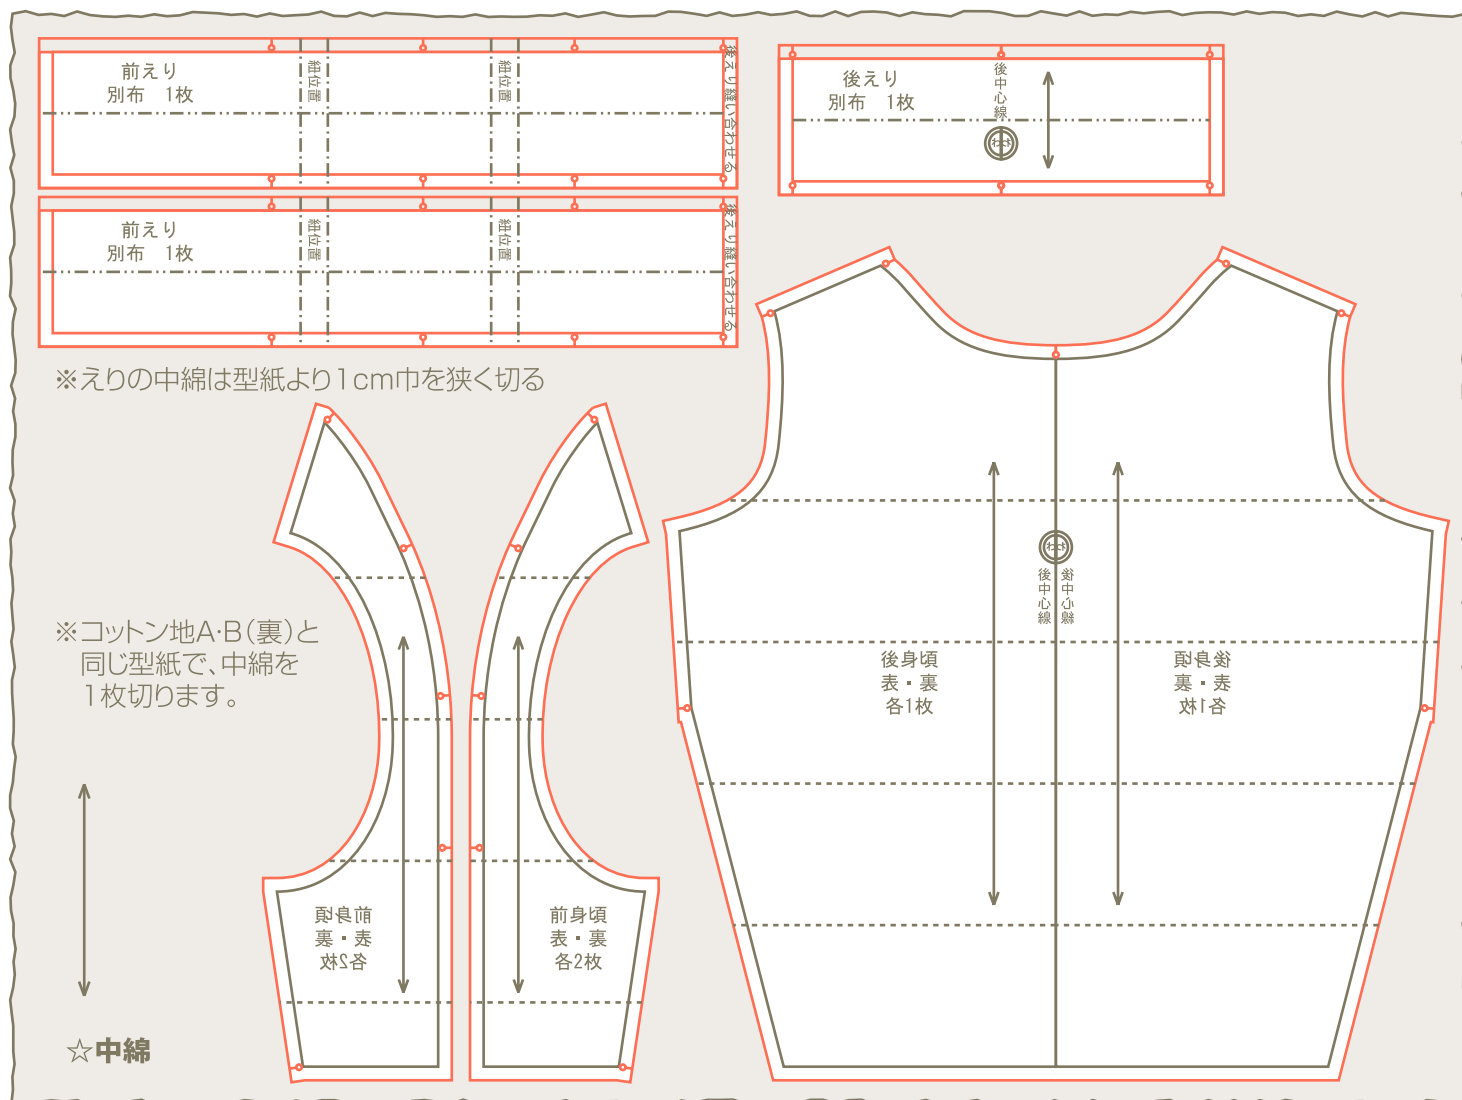 前えり
別布　1枚
紐位置
紐位置
後えり縫い合わせる
後えり
別布　1枚
後中心線
わさ
前えり
別布　1枚
紐位置
紐位置
後えり縫い合わせる
※えりの中綿は型紙より1cm巾を狭く切る
※コットン地A・B（裏）と
同じ型紙で、中綿を
1枚切ります。
わさ
後中心線
後中心線
後身頃
表・裏
各1枚
後身頃
表・裏
各1枚
前身頃
表・裏
各2枚
前身頃
表・裏
各2枚
☆中綿